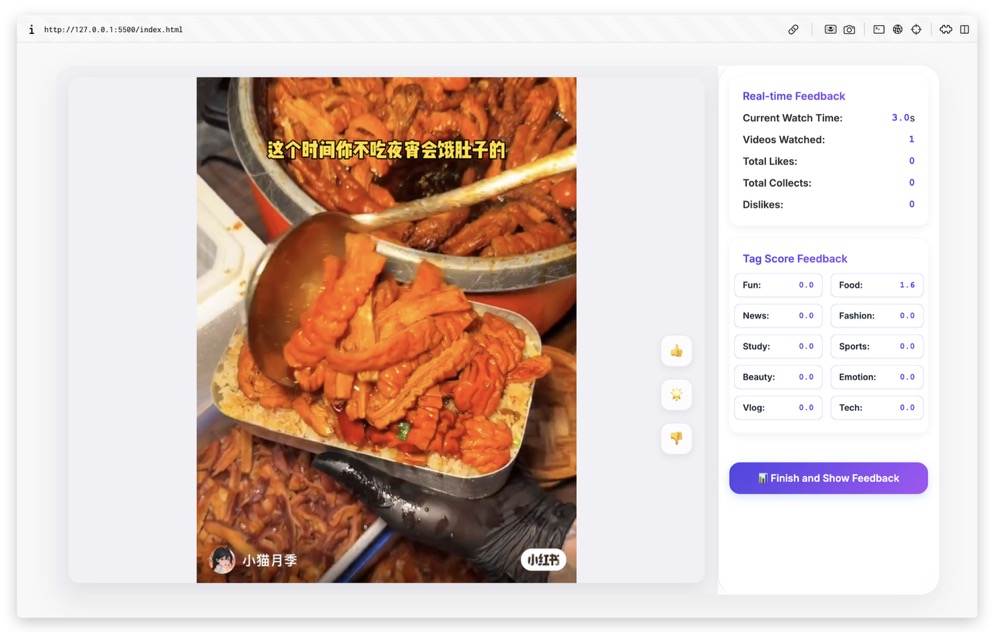 http://127.0.0.1:5500/index.html
这个时间你不吃夜宵会饿肚子的
小猫月季
小红书
Real-time Feedback
Current Watch Time: 3.0s
Videos Watched: 1
Total Likes: 0
Total Collects: 0
Dislikes: 0
Tag Score Feedback
Fun: 0.0 Food: 1.6
News: 0.0 Fashion: 0.0
Study: 0.0 Sports: 0.0
Beauty: 0.0 Emotion: 0.0
Vlog: 0.0 Tech: 0.0
Finish and Show Feedback